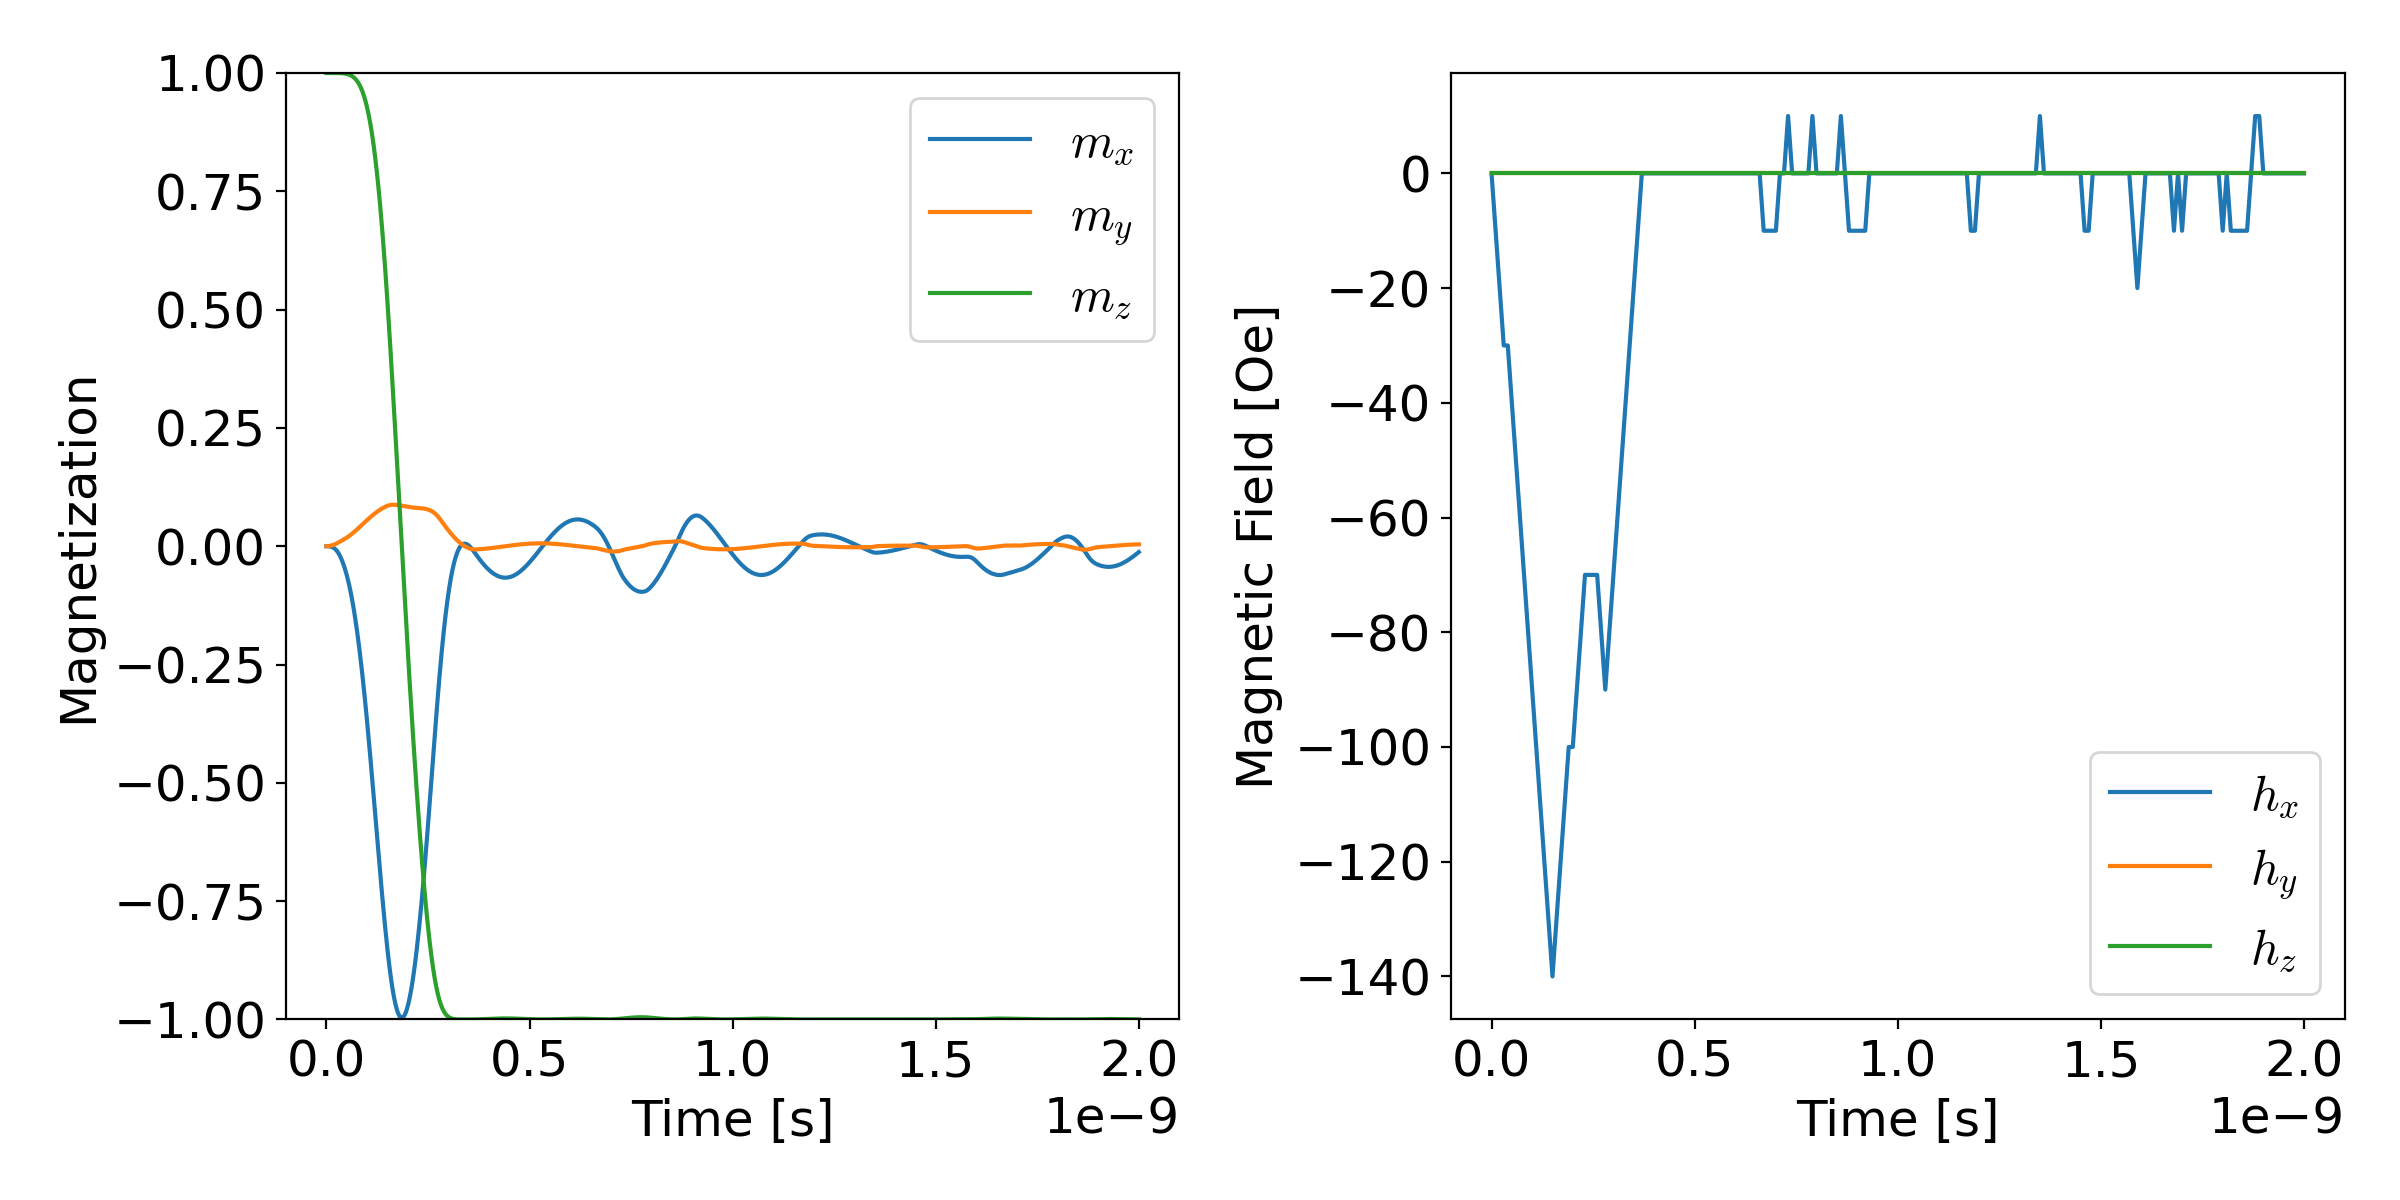 Magnetization
1.00
0.75
0.50
0.25
0.00
−0.25
−0.50
−0.75
−1.00
0.0 0.5 1.0 1.5 2.0
Time [s]
1e−9
m_x
m_y
m_z
Magnetic Field [Oe]
0
−20
−40
−60
−80
−100
−120
−140
0.0 0.5 1.0 1.5 2.0
Time [s]
1e−9
h_x
h_y
h_z